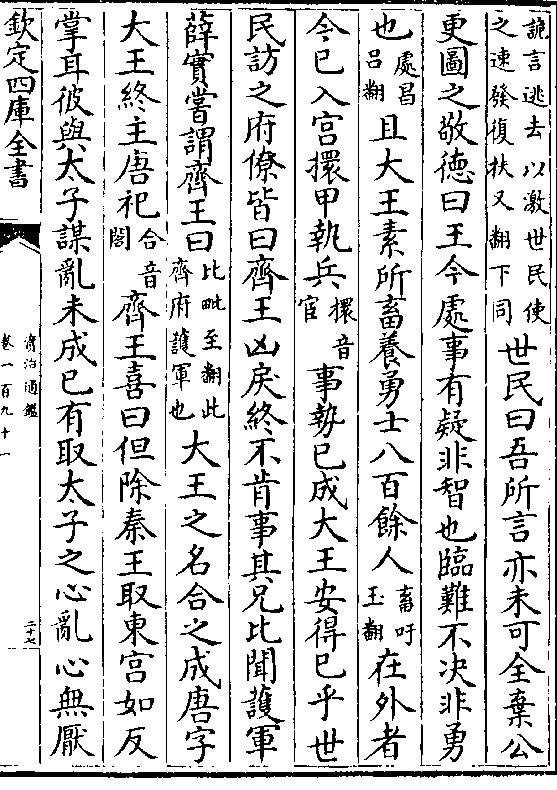 詭言逃去以激世民使之速發復扶又翻下同世民曰吾所言亦未可全棄公
更圖之敬徳曰王今處事有疑非智也臨難不決非勇
也處昌呂翻且大王素所畜養勇士八百餘人畜吁玉翻在外者
今已入宮擐甲執兵擐音官事勢已成大王安得已乎世
民訪之府僚皆曰齊王凶戾終不肯事其兄比聞護軍
薛實嘗謂齊王曰比毗至翻此齊府護軍也大王之名合之成唐字
大王終主唐祀合音閤齊王喜曰但除秦王取東宮如反
掌耳彼與太子謀亂未成已有取太子之心亂心無厭
欽定四庫全書
資治通鑑
卷一百九十一
二十七